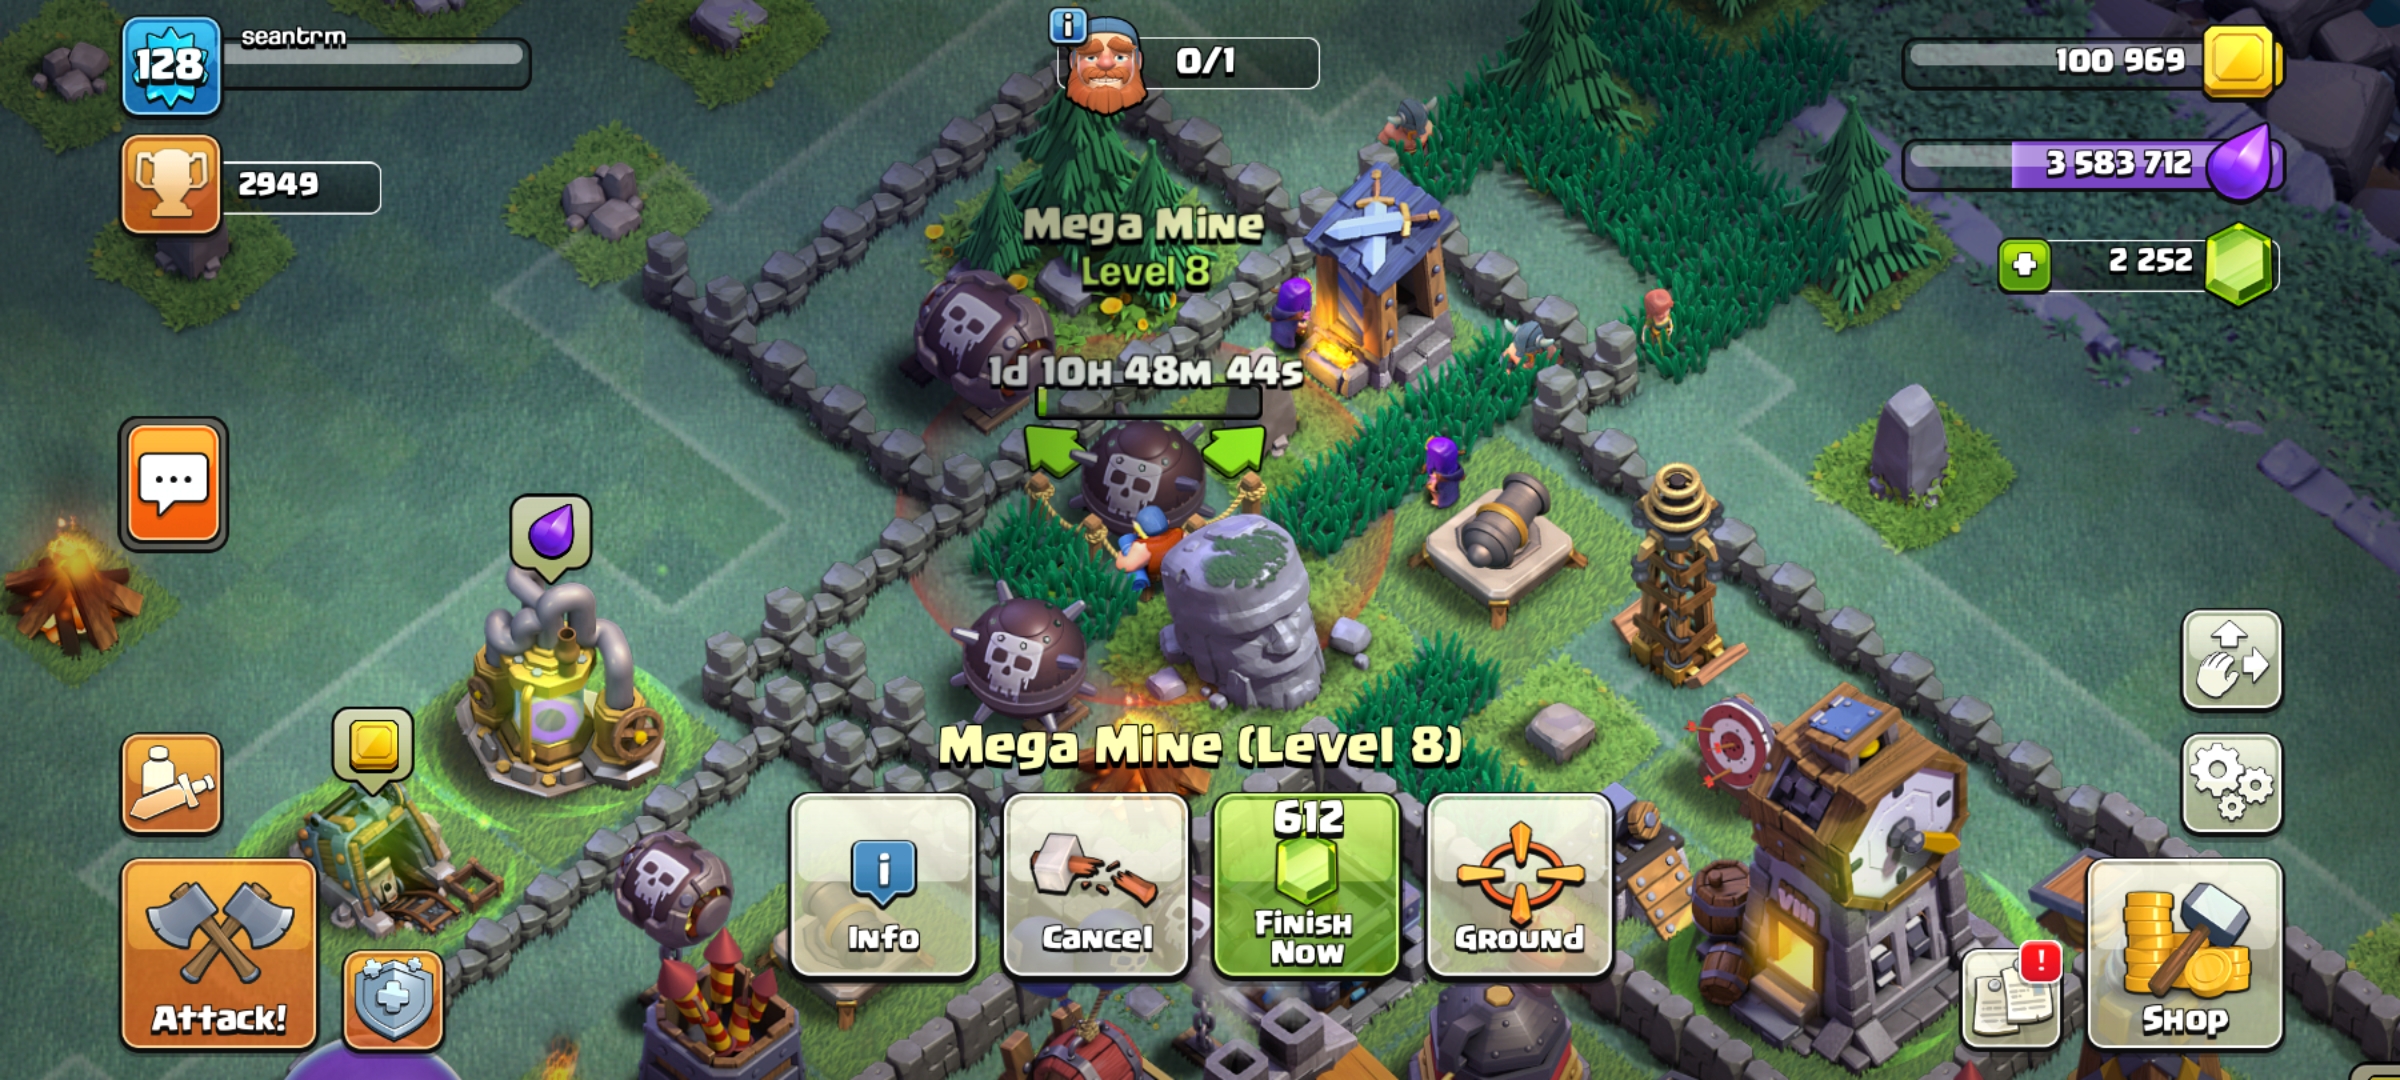 128
seantrm
0/1
100 969
2949
3 583 712
2 252
Mega Mine
Level 8
1d 10H 48M 44s
Mega Mine (Level 8)
Info
Cancel
612
Finish
Now
Ground
Attack!
VIII
!
Shop